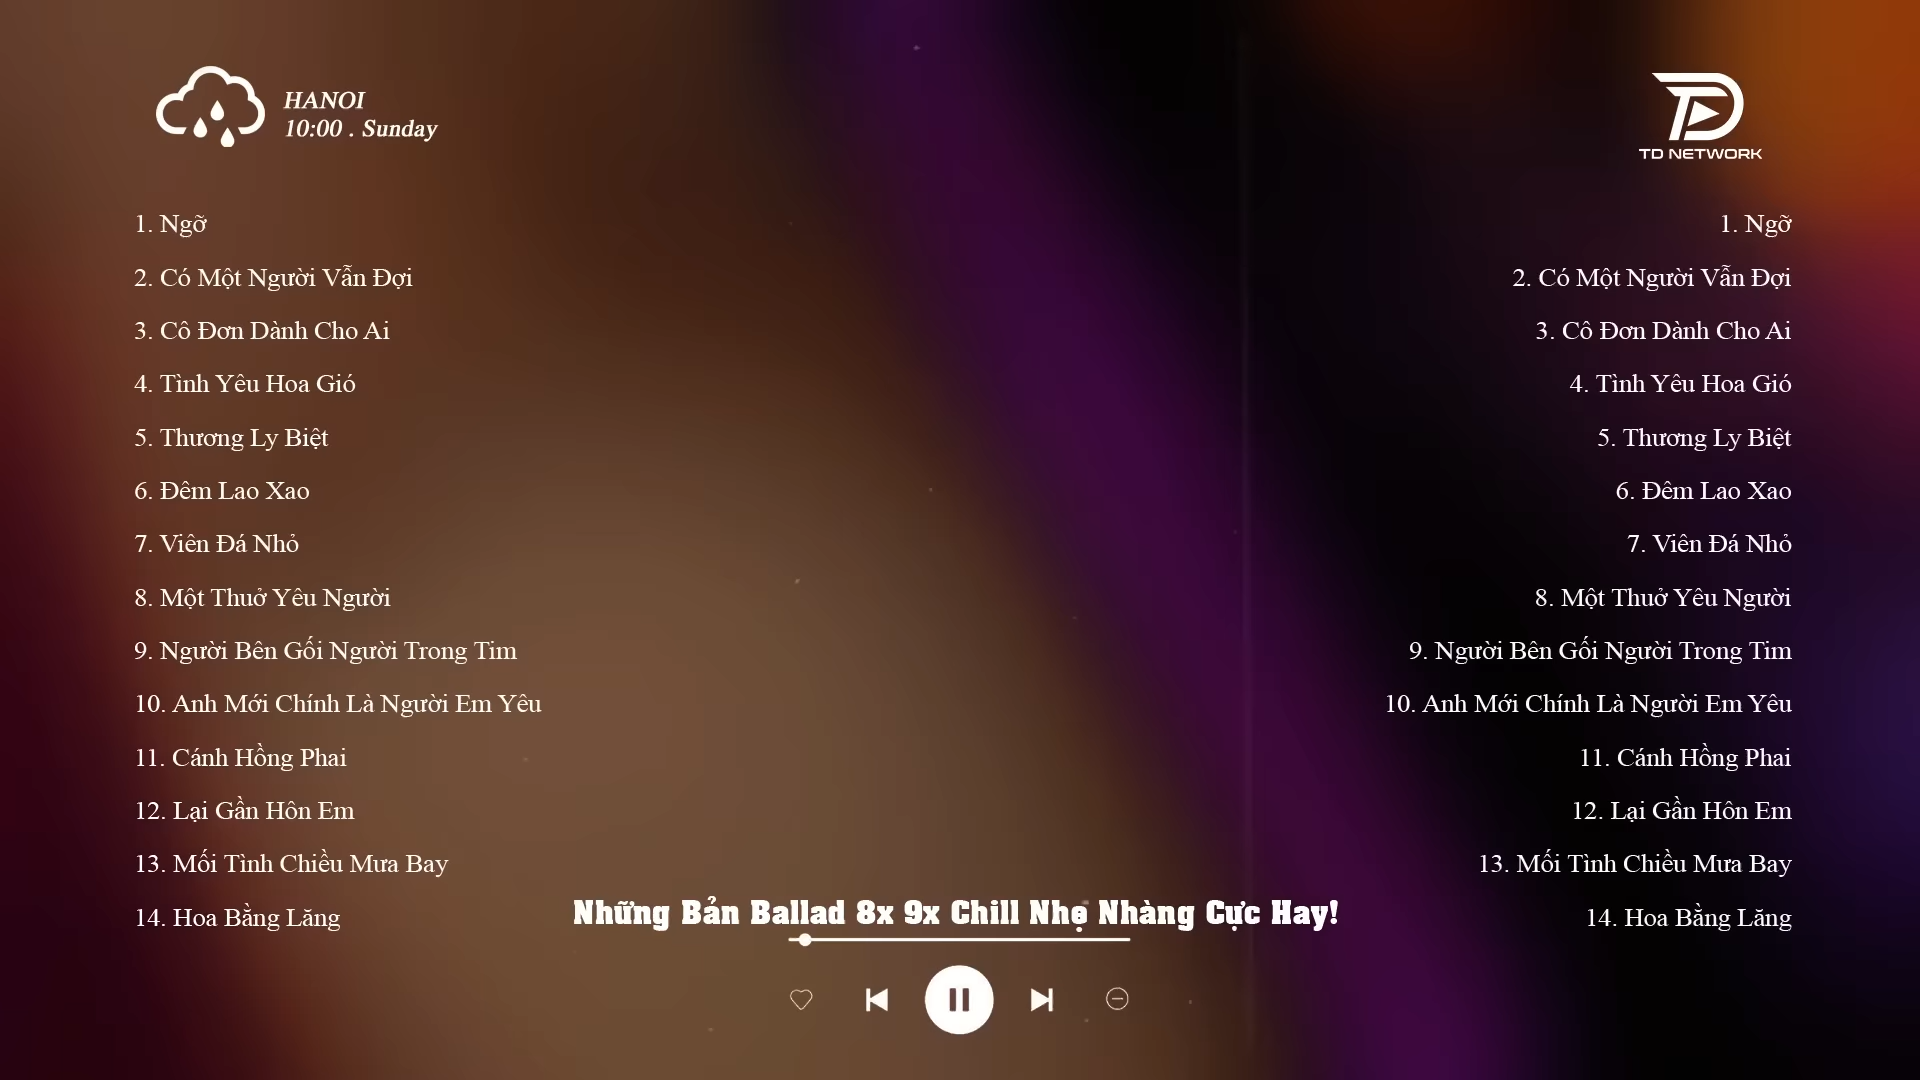 HANOI
10:00 . Sunday
TD NETWORK
1. Ngỡ
2. Có Một Người Vẫn Đợi
3. Cô Đơn Dành Cho Ai
4. Tình Yêu Hoa Gió
5. Thương Ly Biệt
6. Đêm Lao Xao
7. Viên Đá Nhỏ
8. Một Thuở Yêu Người
9. Người Bên Gối Người Trong Tim
10. Anh Mới Chính Là Người Em Yêu
11. Cánh Hồng Phai
12. Lại Gần Hôn Em
13. Mối Tình Chiều Mưa Bay
14. Hoa Bằng Lăng
1. Ngỡ
2. Có Một Người Vẫn Đợi
3. Cô Đơn Dành Cho Ai
4. Tình Yêu Hoa Gió
5. Thương Ly Biệt
6. Đêm Lao Xao
7. Viên Đá Nhỏ
8. Một Thuở Yêu Người
9. Người Bên Gối Người Trong Tim
10. Anh Mới Chính Là Người Em Yêu
11. Cánh Hồng Phai
12. Lại Gần Hôn Em
13. Mối Tình Chiều Mưa Bay
14. Hoa Bằng Lăng
Những Bản Ballad 8x 9x Chill Nhẹ Nhàng Cực Hay!